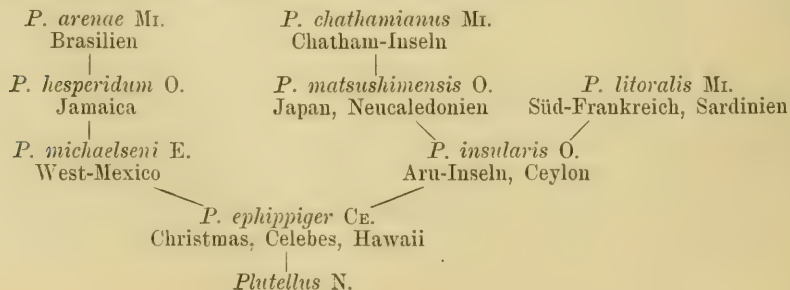 P. arenae MI. P. chathamianus MI.
Brasilien Chatham-Inseln
P. hesperidum O. P. matsushimensis O. P. litoralis MI.
Jamaica Japan, Neucaledonien Süd-Frankreich, Sardinien
P. michaelseni E. P. insularis O.
West-Mexico Aru-Inseln, Ceylon
P. ephippiger CE.
Christmas, Celebes, Hawaii
Plutellus N.